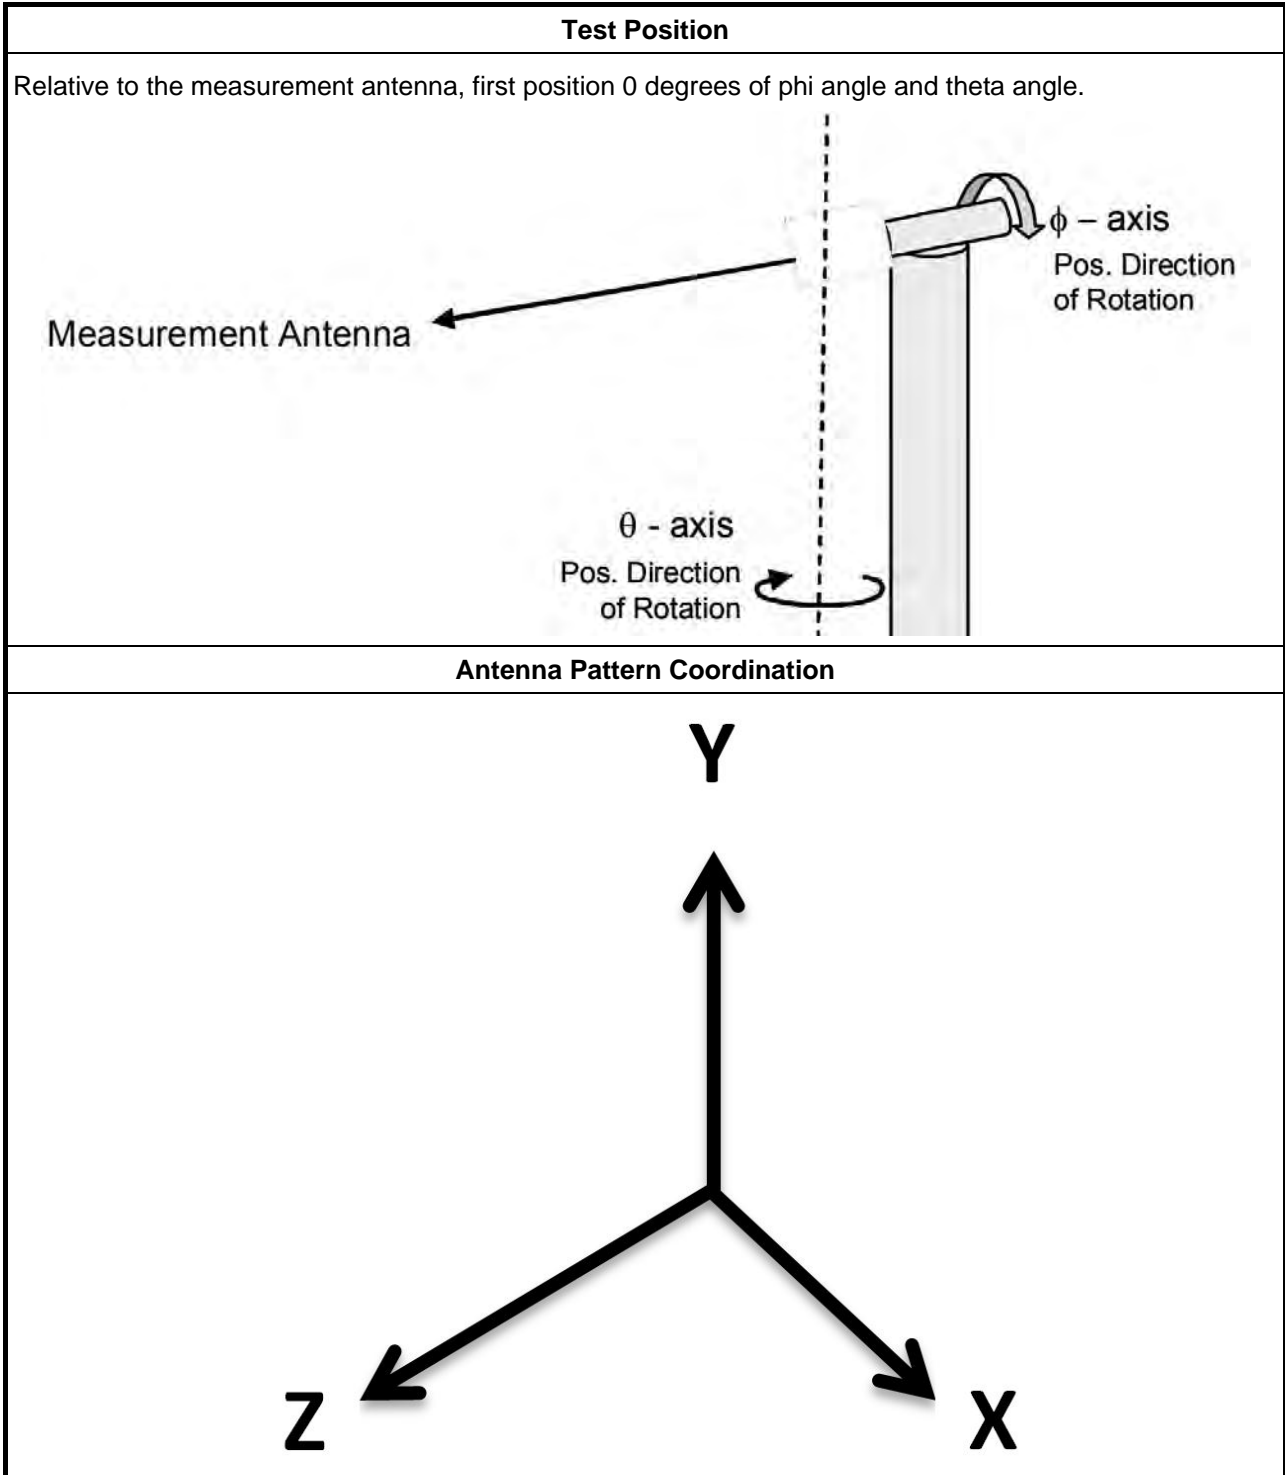 Test Position
Relative to the measurement antenna, first position 0 degrees of phi angle and theta angle.
ϕ – axis
Pos. Direction
of Rotation
Measurement Antenna
θ - axis
Pos. Direction
of Rotation
Antenna Pattern Coordination
Y
Z
X